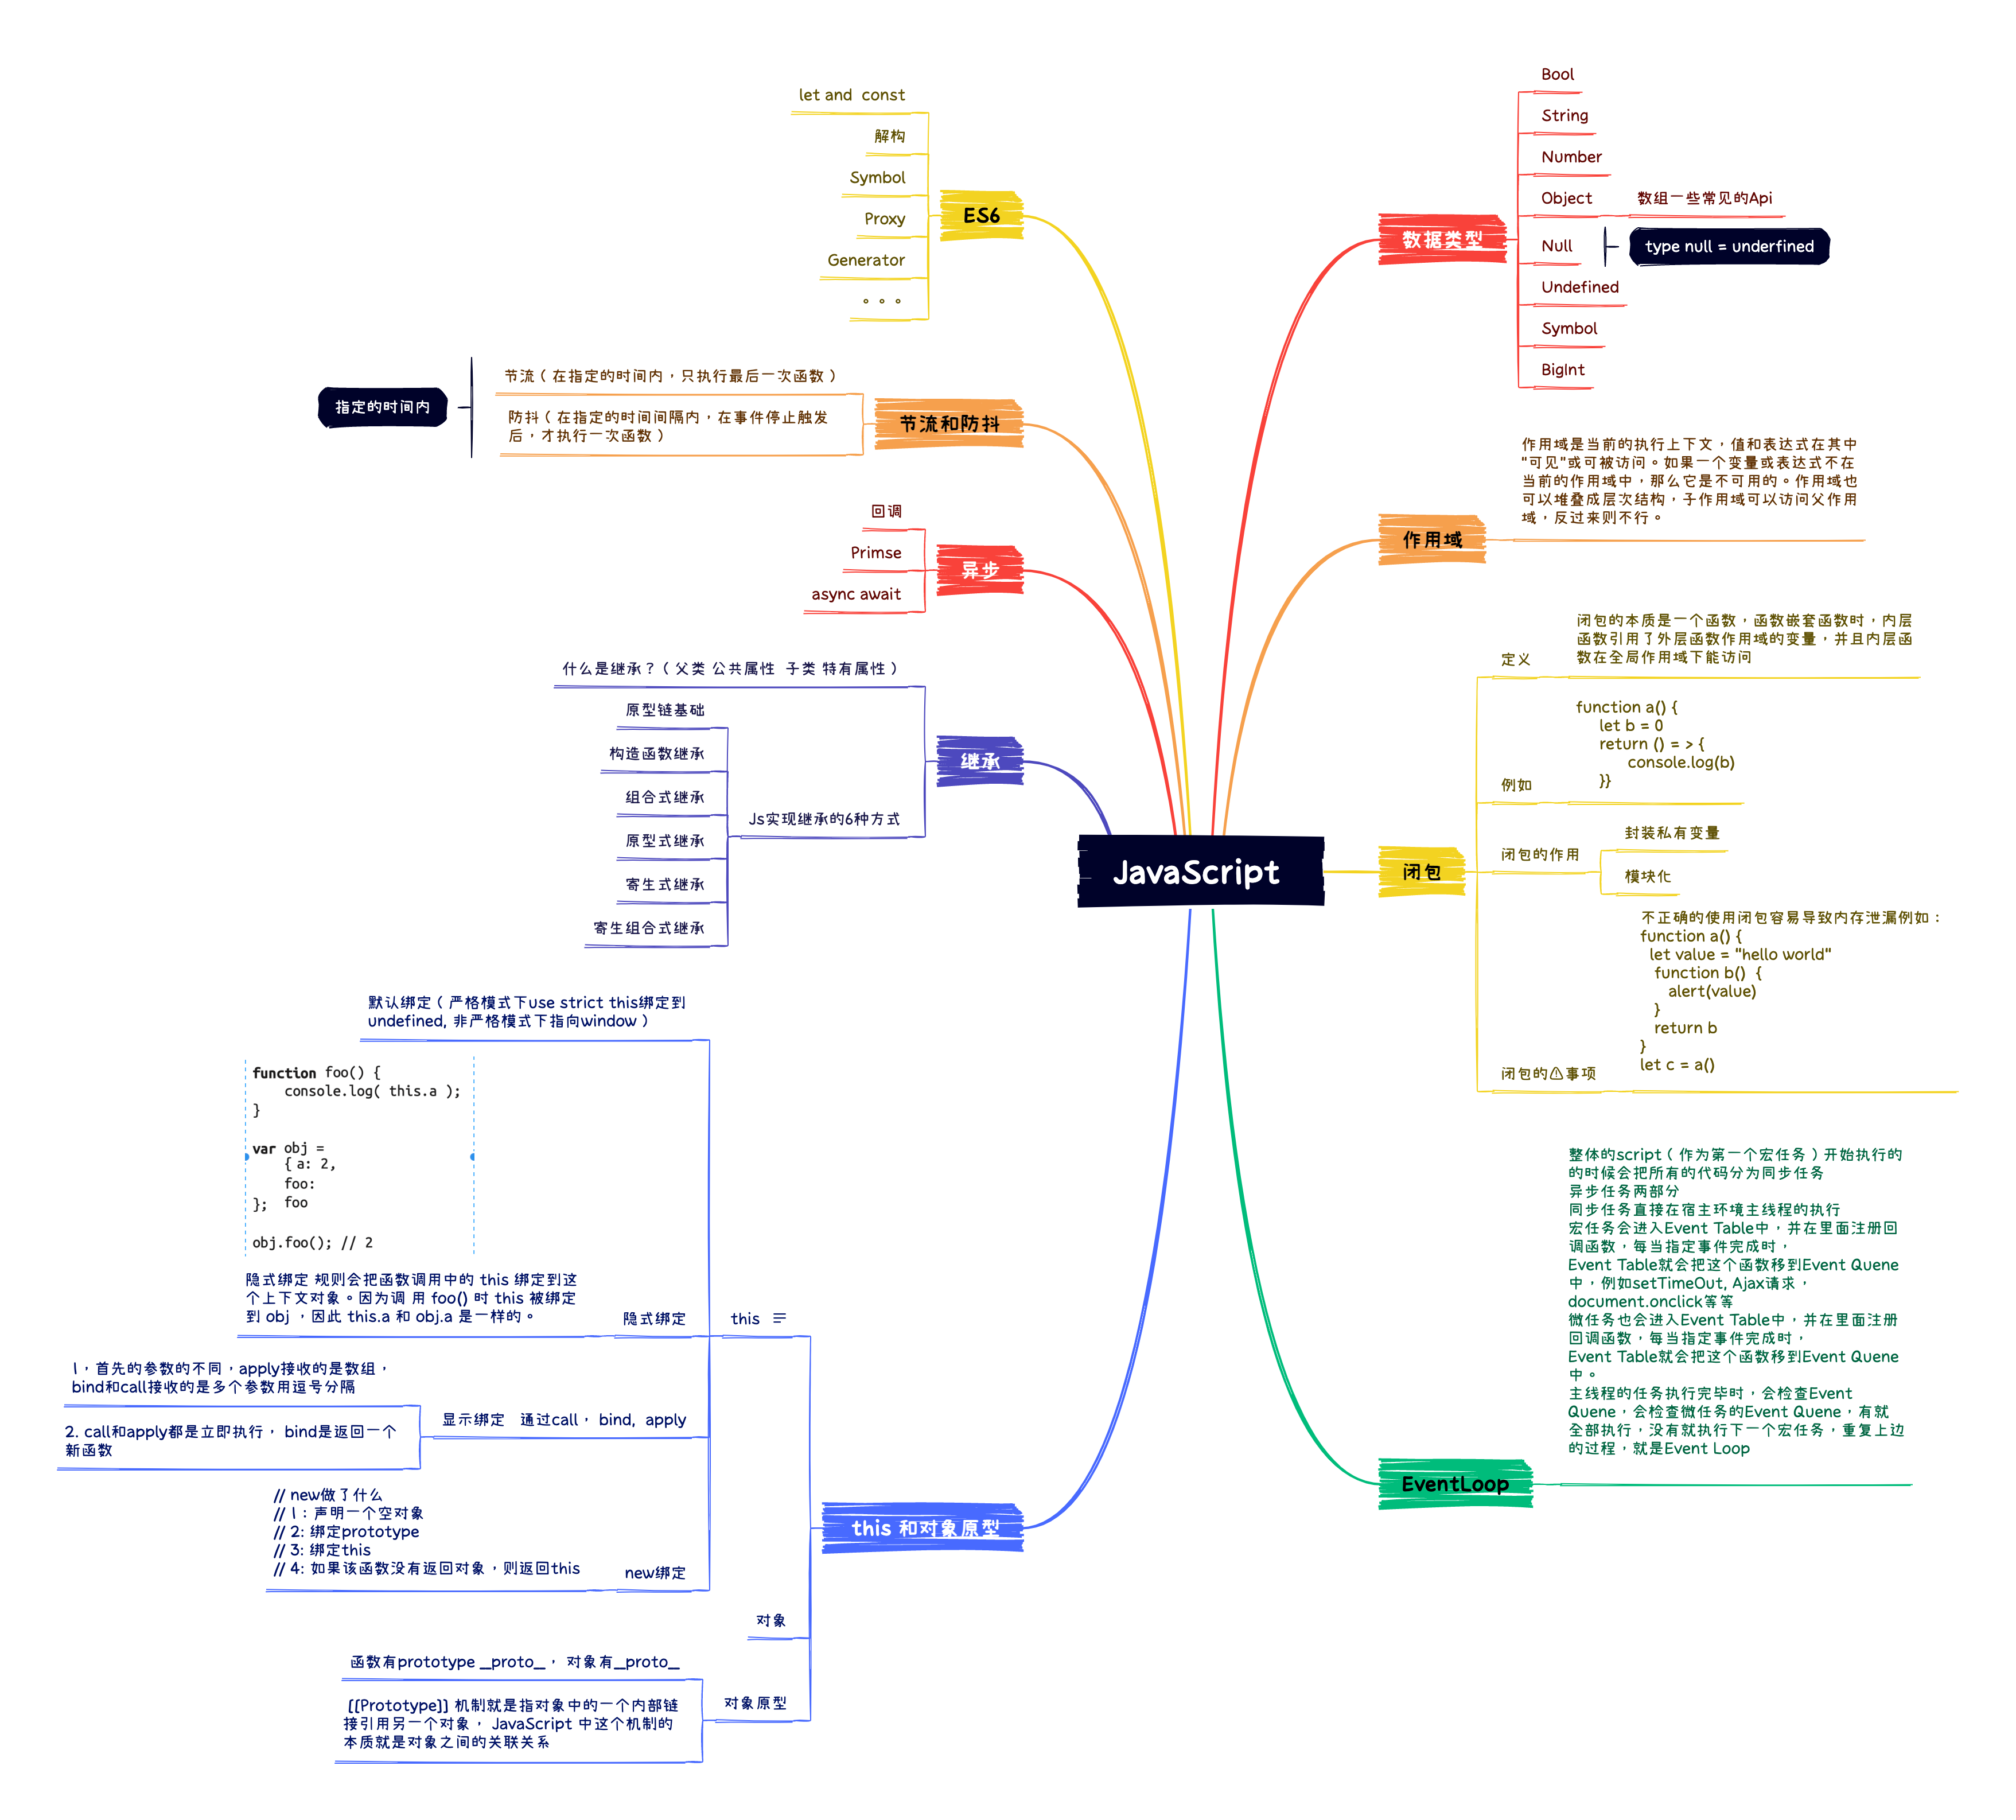 JavaScript
数据类型
Bool
String
Number
Object
数组一些常见的Api
Null
type null = underfined
Undefined
Symbol
BigInt
作用域
作用域是当前的执行上下文，值和表达式在其中
"可见"或可被访问。如果一个变量或表达式不在
当前的作用域中，那么它是不可用的。作用域也
可以堆叠成层次结构，子作用域可以访问父作用
域，反过来则不行。
闭包
定义
闭包的本质是一个函数，函数嵌套函数时，内层
函数引用了外层函数作用域的变量，并且内层函
数在全局作用域下能访问
例如
function a() {
let b = 0
return () = > {
console.log(b)
}}
闭包的作用
封装私有变量
模块化
闭包的⚠事项
不正确的使用闭包容易导致内存泄漏例如：
function a() {
let value = "hello world"
function b()  {
alert(value)
}
return b
}
let c = a()
EventLoop
整体的script（作为第一个宏任务）开始执行的
的时候会把所有的代码分为同步任务
异步任务两部分
同步任务直接在宿主环境主线程的执行
宏任务会进入Event Table中，并在里面注册回
调函数，每当指定事件完成时，
Event Table就会把这个函数移到Event Quene
中，例如setTimeOut, Ajax请求，
document.onclick等等
微任务也会进入Event Table中，并在里面注册
回调函数，每当指定事件完成时，
Event Table就会把这个函数移到Event Quene
中。
主线程的任务执行完毕时，会检查Event
Quene，会检查微任务的Event Quene，有就
全部执行，没有就执行下一个宏任务，重复上边
的过程，就是Event Loop
ES6
let and  const
解构
Symbol
Proxy
Generator
。。。
节流和防抖
节流（在指定的时间内，只执行最后一次函数）
防抖（在指定的时间间隔内，在事件停止触发
后，才执行一次函数）
指定的时间内
异步
回调
Primse
async await
继承
什么是继承？（父类 公共属性  子类 特有属性）
Js实现继承的6种方式
原型链基础
构造函数继承
组合式继承
原型式继承
寄生式继承
寄生组合式继承
this 和对象原型
this
默认绑定（严格模式下use strict this绑定到
undefined, 非严格模式下指向window）
隐式绑定
function foo() {
console.log( this.a );
}
var obj =
{ a: 2,
foo:
};  foo
obj.foo(); // 2
隐式绑定 规则会把函数调用中的 this 绑定到这
个上下文对象。因为调 用 foo() 时 this 被绑定
到 obj ，因此 this.a 和 obj.a 是一样的。
显示绑定   通过call， bind,  apply
1，首先的参数的不同，apply接收的是数组，
bind和call接收的是多个参数用逗号分隔
2. call和apply都是立即执行， bind是返回一个
新函数
new绑定
// new做了什么
// 1：声明一个空对象
// 2: 绑定prototype
// 3: 绑定this
// 4: 如果该函数没有返回对象，则返回this
对象
对象原型
函数有prototype _proto_， 对象有_proto_
[[Prototype]] 机制就是指对象中的一个内部链
接引用另一个对象， JavaScript 中这个机制的
本质就是对象之间的关联关系